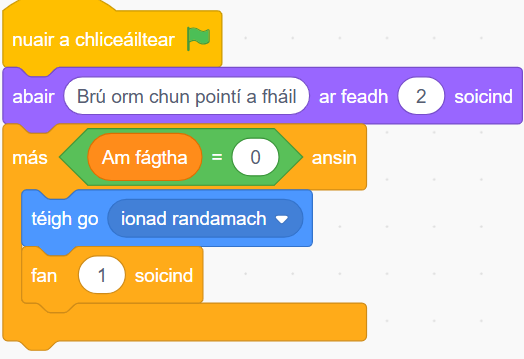 nuair a chliceáiltear
abair Brú orm chun pointí a fháil ar feadh 2 soicind
más Am fágtha = 0 ansin
téigh go ionad randamach
fan 1 soicind